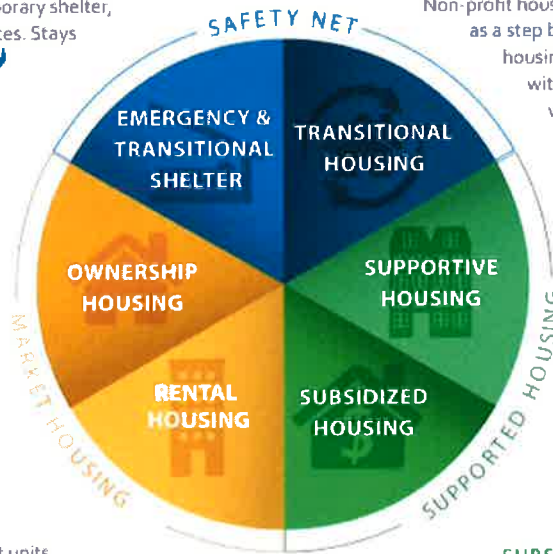 orary shelter,
es. Stays
Non-profit hous
as a step b
housin
wit
SAFETY NET
EMERGENCY &
TRANSITIONAL
SHELTER
TRANSITIONAL
HOUSING
OWNERSHIP
HOUSING
SUPPORTIVE
HOUSING
RENTAL
HOUSING
SUBSIDIZED
HOUSING
$
MARKET HOUSING
SUPPORTED HOUSING
t units